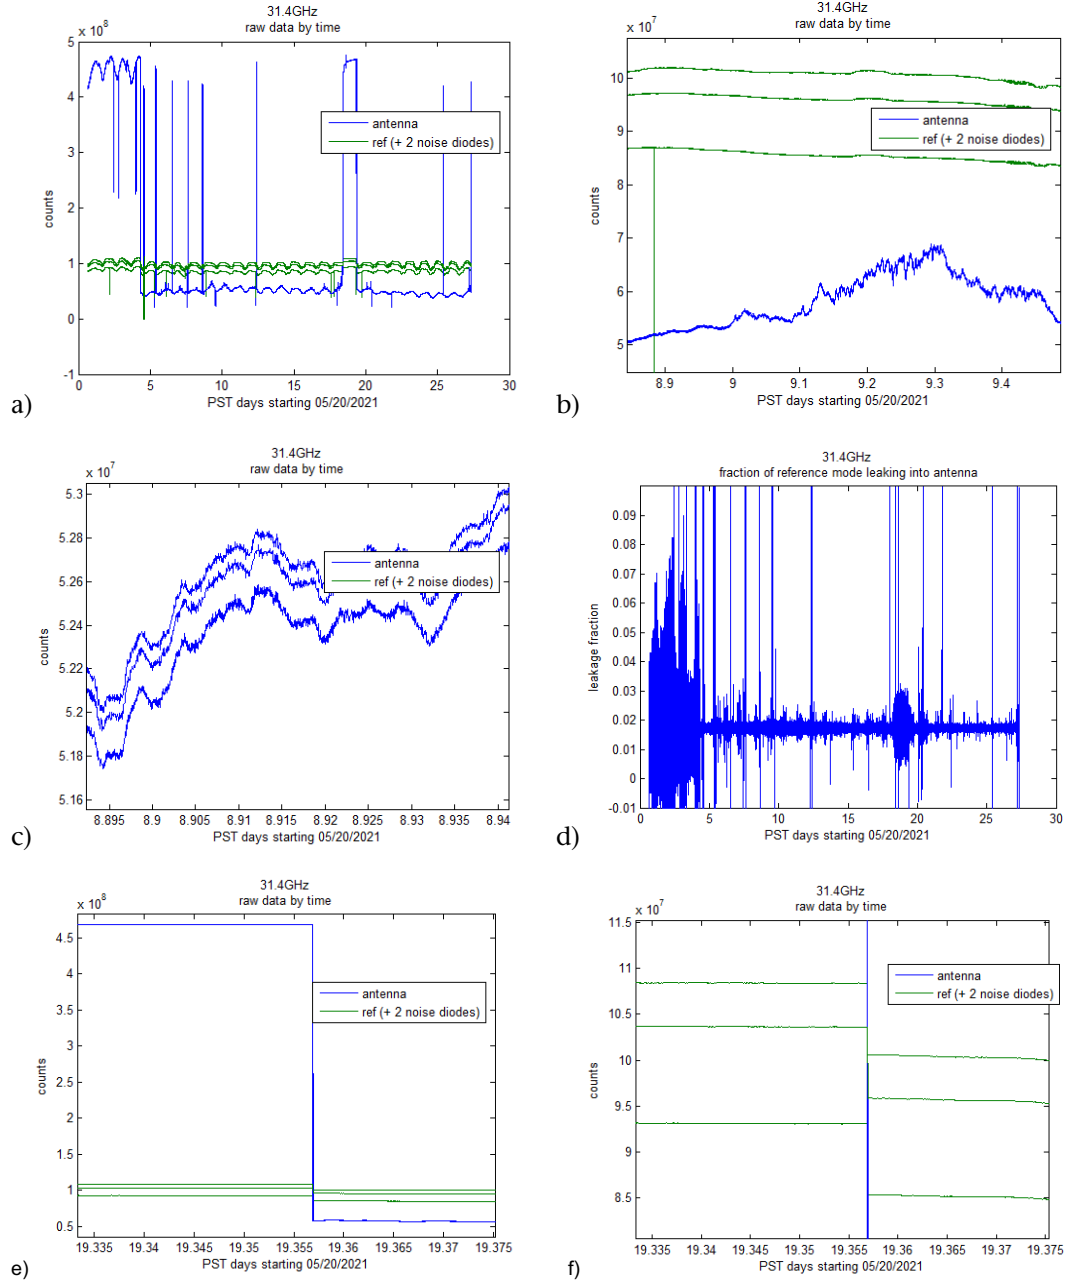 31.4GHz
raw data by time
x 10^8
5
4
3
2
1
0
-1
counts
antenna
ref (+ 2 noise diodes)
0 5 10 15 20 25 30
PST days starting 05/20/2021
a)
31.4GHz
raw data by time
x 10^7
10
9
8
7
6
5
counts
antenna
ref (+ 2 noise diodes)
8.9 9 9.1 9.2 9.3 9.4
PST days starting 05/20/2021
b)
31.4GHz
raw data by time
x 10^7
5.3
5.28
5.26
5.24
5.22
5.2
5.18
5.16
counts
antenna
ref (+ 2 noise diodes)
8.895 8.9 8.905 8.91 8.915 8.92 8.925 8.93 8.935 8.94
PST days starting 05/20/2021
c)
31.4GHz
fraction of reference mode leaking into antenna
0.09
0.08
0.07
0.06
0.05
0.04
0.03
0.02
0.01
0
-0.01
leakage fraction
0 5 10 15 20 25 30
PST days starting 05/20/2021
d)
31.4GHz
raw data by time
x 10^8
4.5
4
3.5
3
2.5
2
1.5
1
0.5
counts
antenna
ref (+ 2 noise diodes)
19.335 19.34 19.345 19.35 19.355 19.36 19.365 19.37 19.375
PST days starting 05/20/2021
e)
31.4GHz
raw data by time
x 10^7
11.5
11
10.5
10
9.5
9
8.5
counts
antenna
ref (+ 2 noise diodes)
19.335 19.34 19.345 19.35 19.355 19.36 19.365 19.37 19.375
PST days starting 05/20/2021
f)